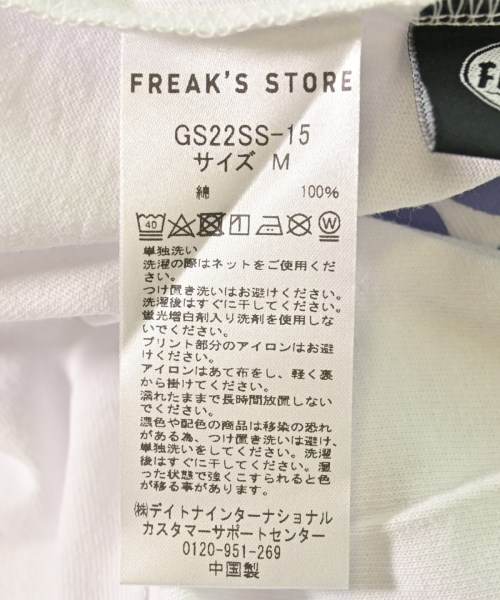 FREAK'S STORE
GS22SS-15
サイズ M
綿 100%
40
W
単独洗い
洗濯の際はネットをご使用くだ
さい。
つけ置き洗いはお避けください。
洗濯後はすぐに干してください。
蛍光増白剤入り洗剤を使用しな
いでください。
プリント部分のアイロンはお避
けください。
アイロンはあて布をし、軽く裏
から掛けてください。
濡れたままで長時間放置しない
でください。
濃色や配色の商品は移染の恐れ
がある為、つけ置き洗いは避け、
単独洗いをしてください。洗濯
後はすぐに干してください。湿
った状態で強くこすられると色
が移る事があります。
㈱デイトナインターナショナル
カスタマーサポートセンター
0120-951-269
中国製